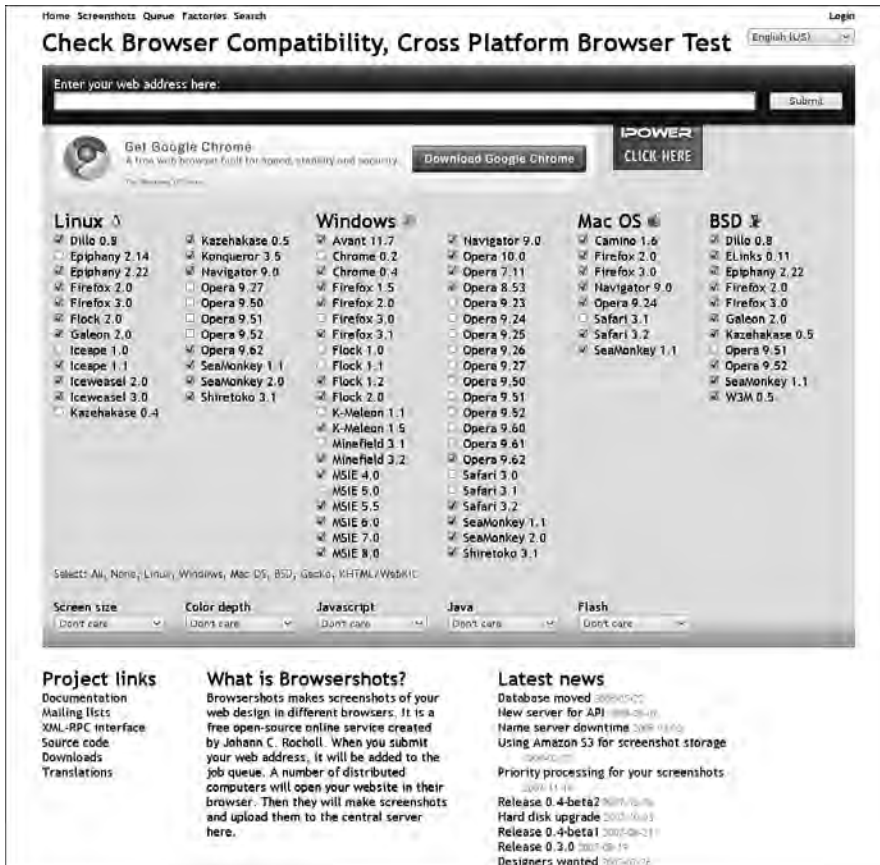 Home Screenshots Queue Factories Search
Login
Check Browser Compatibility, Cross Platform Browser Test
English (US)
Enter your web address here:
Submit
Get Google Chrome
A free web browser built for speed, stability and security
Download Google Chrome
IPOWER
CLICK HERE
Linux
Dillo 0.8
Epiphany 2.14
Epiphany 2.22
Firefox 2.0
Firefox 3.0
Flock 2.0
Galeon 2.0
Iceape 1.0
Iceape 1.1
Iceweasel 2.0
Iceweasel 3.0
Kazehakase 0.4
Kazehakase 0.5
Konqueror 3.5
Navigator 9.0
Opera 9.27
Opera 9.50
Opera 9.51
Opera 9.52
Opera 9.62
SeaMonkey 1.1
SeaMonkey 2.0
Shiretoko 3.1
Windows
Avant 11.7
Chrome 0.2
Chrome 0.4
Firefox 1.5
Firefox 2.0
Firefox 3.0
Firefox 3.1
Flock 1.0
Flock 1.1
Flock 1.2
Flock 2.0
K-Meleon 1.1
K-Meleon 1.5
Minefield 3.1
Minefield 3.2
MSIE 4.0
MSIE 5.0
MSIE 5.5
MSIE 6.0
MSIE 7.0
MSIE 8.0
Navigator 9.0
Opera 10.0
Opera 7.11
Opera 8.53
Opera 9.23
Opera 9.24
Opera 9.25
Opera 9.26
Opera 9.27
Opera 9.50
Opera 9.51
Opera 9.52
Opera 9.60
Opera 9.61
Opera 9.62
Safari 3.0
Safari 3.1
Safari 3.2
SeaMonkey 1.1
SeaMonkey 2.0
Shiretoko 3.1
Mac OS
Camino 1.6
Firefox 2.0
Firefox 3.0
Navigator 9.0
Opera 9.24
Safari 3.1
Safari 3.2
SeaMonkey 1.1
BSD
Dillo 0.8
ELinks 0.11
Epiphany 2.22
Firefox 2.0
Firefox 3.0
Galeon 2.0
Kazehakase 0.5
Opera 9.51
Opera 9.52
SeaMonkey 1.1
W3M 0.5
Select: All, None, Linux, Windows, Mac OS, BSD, Gecko, KHTML/WebKit
Screen size
Don't care
Color depth
Don't care
Javascript
Don't care
Java
Don't care
Flash
Don't care
Project links
Documentation
Mailing lists
XML-RPC interface
Source code
Downloads
Translations
What is Browsershots?
Browsershots makes screenshots of your
web design in different browsers. It is a
free open-source online service created
by Johann C. Rocholl. When you submit
your web address, it will be added to the
job queue. A number of distributed
computers will open your website in their
browser. Then they will make screenshots
and upload them to the central server
here.
Latest news
Database moved
New server for API
Name server downtime
Using Amazon S3 for screenshot storage
Priority processing for your screenshots
Release 0.4-beta2
Hard disk upgrade
Release 0.4-beta1
Release 0.3.0
Designers wanted